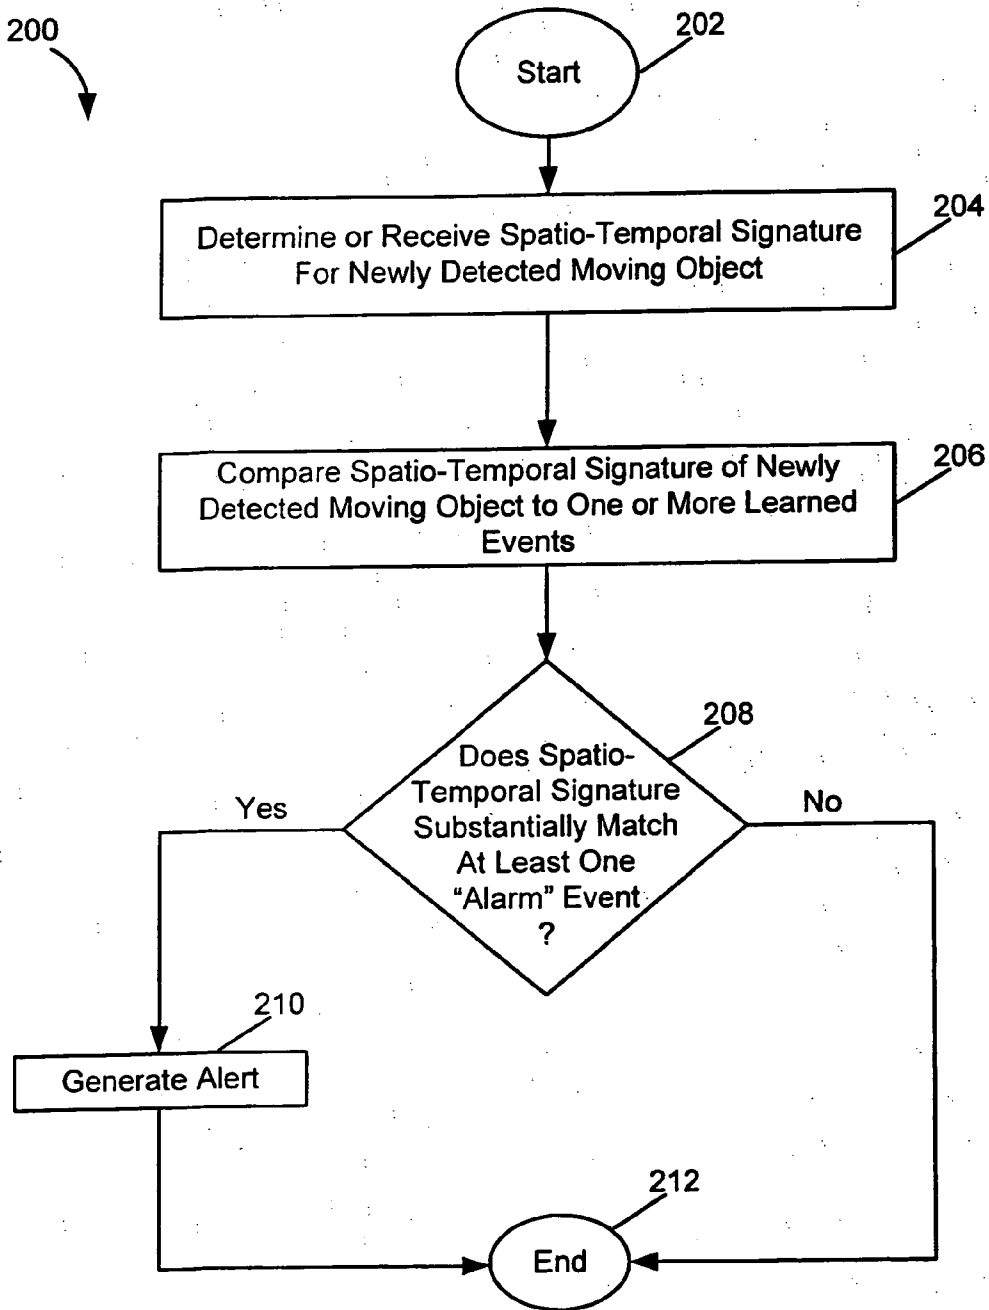 200
202
Start
204
Determine or Receive Spatio-Temporal Signature
For Newly Detected Moving Object
206
Compare Spatio-Temporal Signature of Newly
Detected Moving Object to One or More Learned
Events
208
Does Spatio-
Temporal Signature
Substantially Match
At Least One
“Alarm” Event
?
Yes
No
210
Generate Alert
212
End